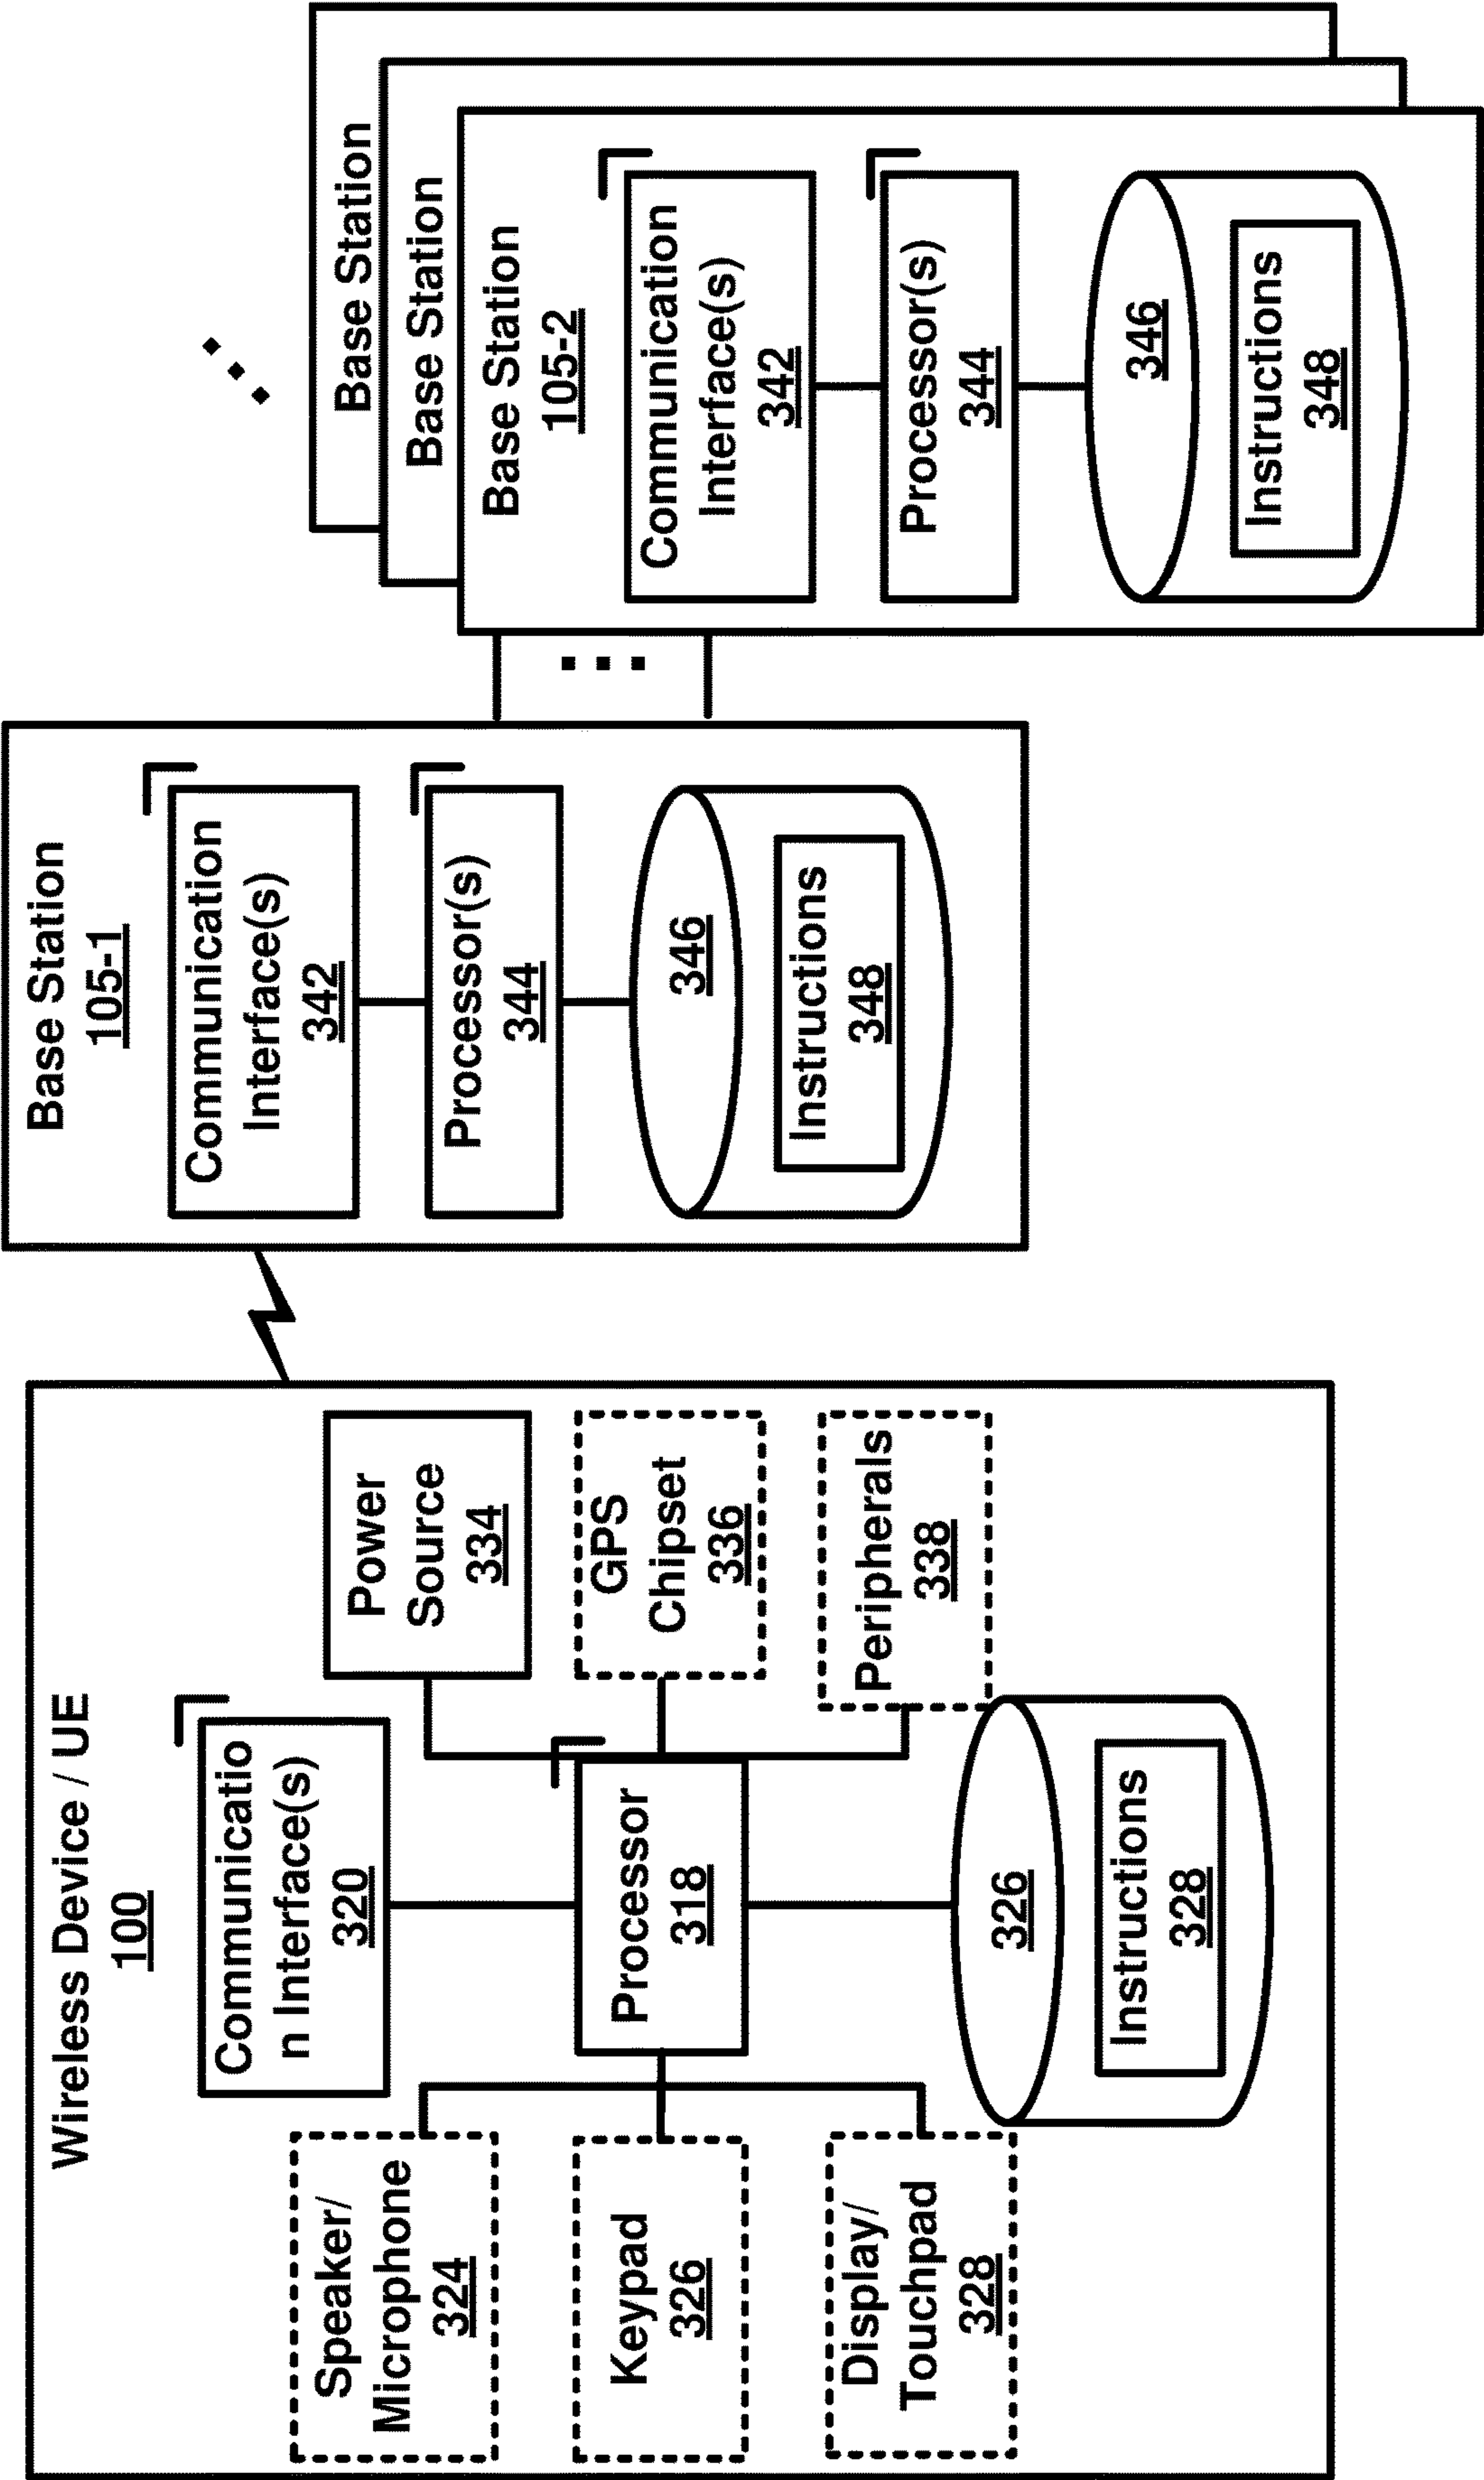 Wireless Device / UE
100
Speaker/
Microphone
324
Keypad
326
Display/
Touchpad
328
Communicatio
n Interface(s)
320
Processor
318
326
Instructions
328
Power
Source
334
GPS
Chipset
336
Peripherals
338
Base Station
105-1
Communication
Interface(s)
342
Processor(s)
344
346
Instructions
348
Base Station
Base Station
Base Station
105-2
Communication
Interface(s)
342
Processor(s)
344
346
Instructions
348